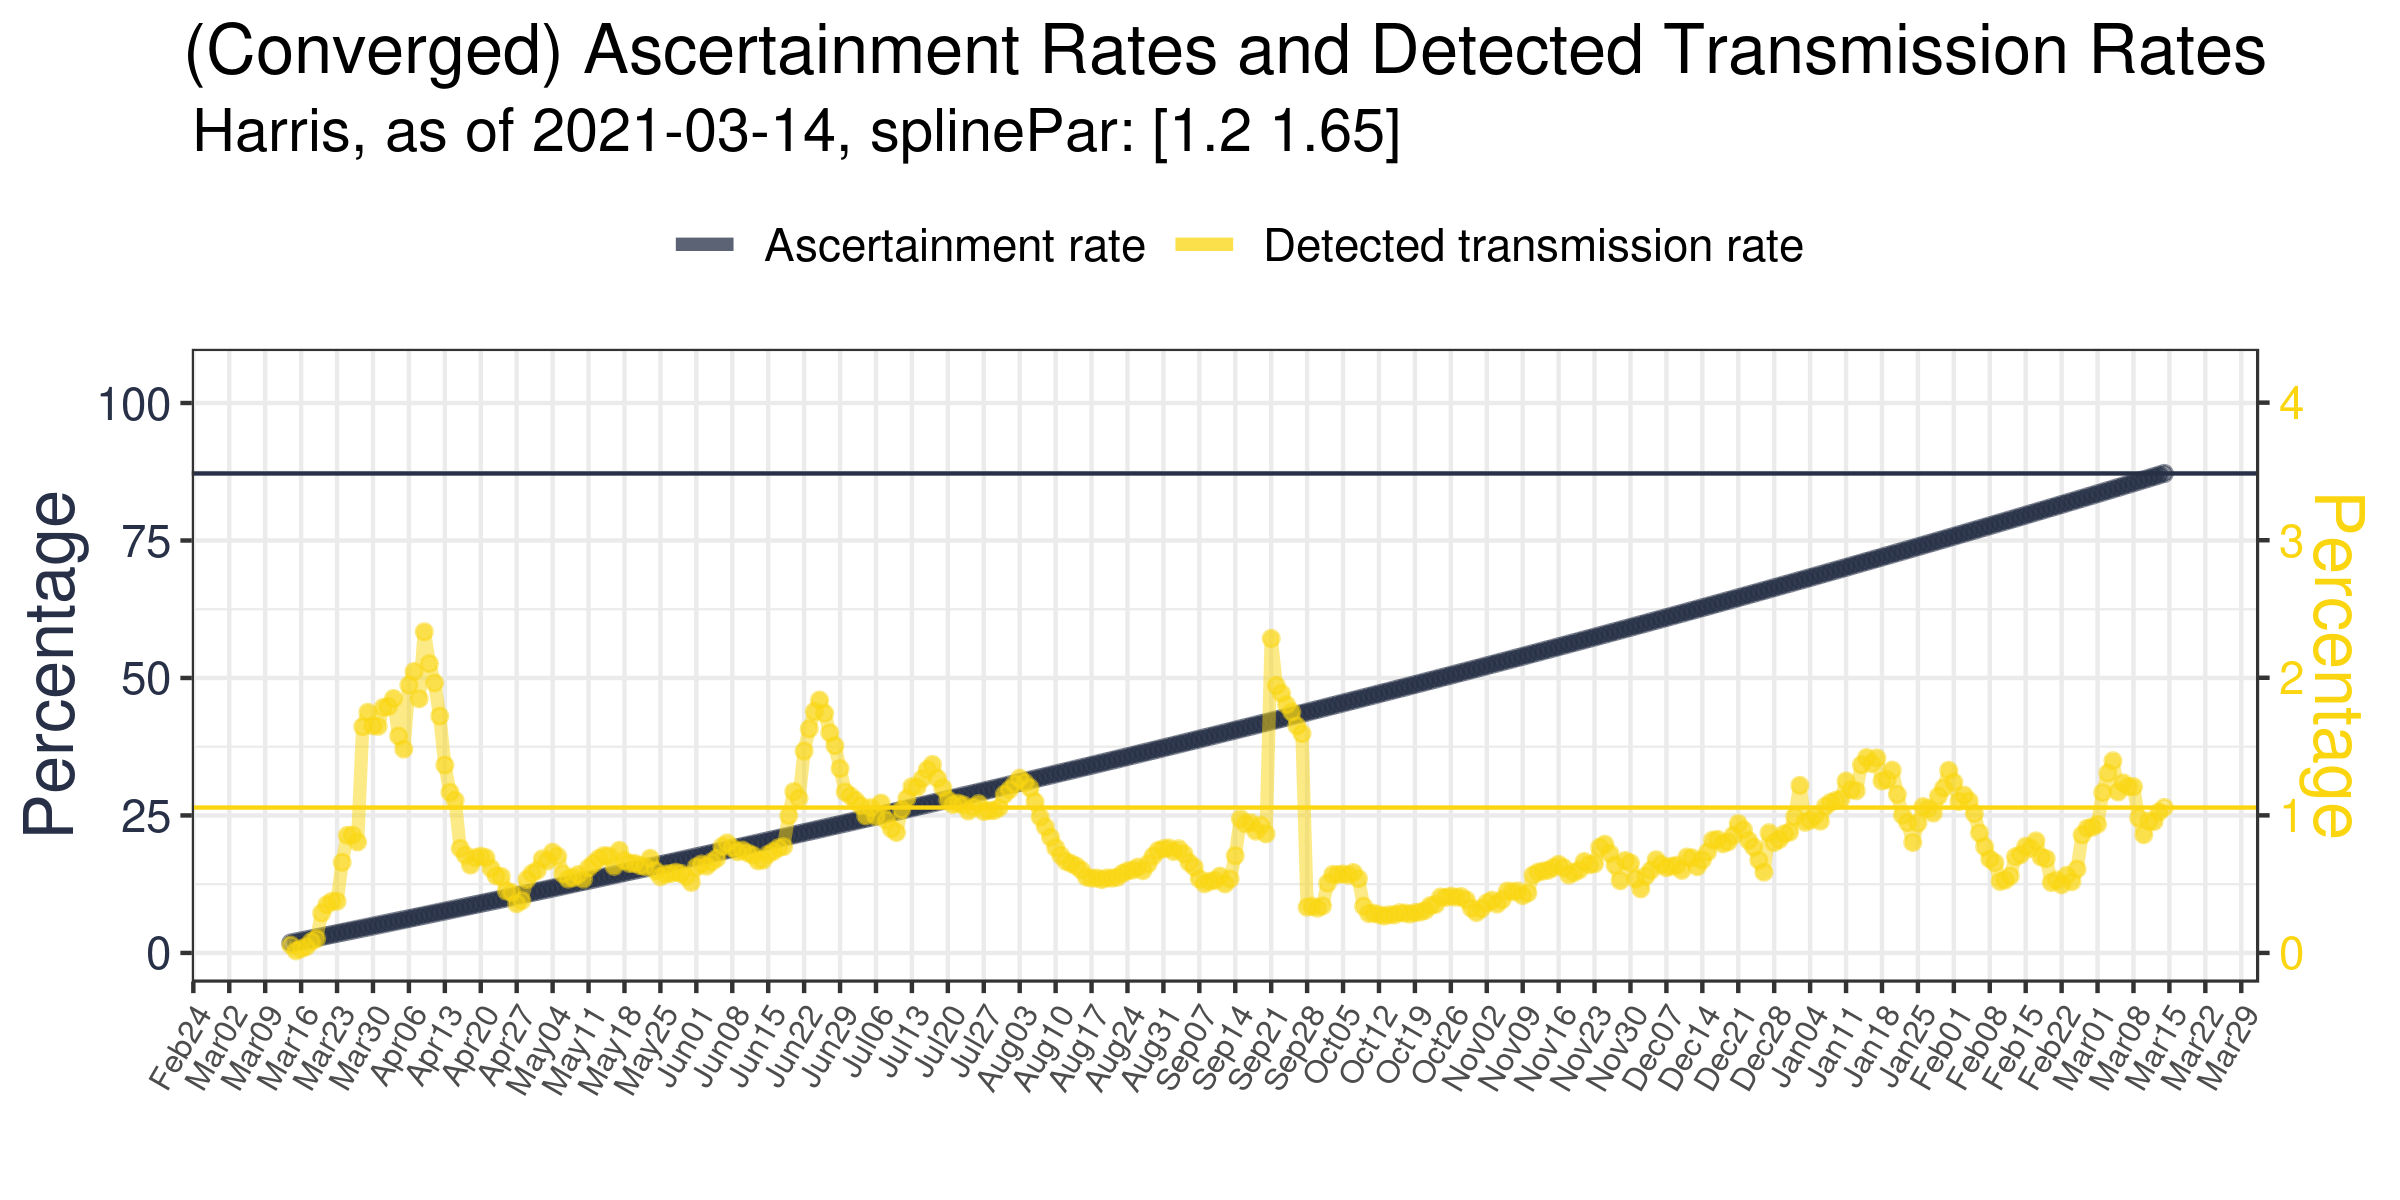 (Converged) Ascertainment Rates and Detected Transmission Rates
Harris, as of 2021-03-14, splinePar: [1.2 1.65]
Ascertainment rate
Detected transmission rate
Percentage
100
75
50
25
0
4
3
2
1
0
Percentage
Feb24
Mar02
Mar09
Mar16
Mar23
Mar30
Apr06
Apr13
Apr20
Apr27
May04
May11
May18
May25
Jun01
Jun08
Jun15
Jun22
Jun29
Jul06
Jul13
Jul20
Jul27
Aug03
Aug10
Aug17
Aug24
Aug31
Sep07
Sep14
Sep21
Sep28
Oct05
Oct12
Oct19
Oct26
Nov02
Nov09
Nov16
Nov23
Nov30
Dec07
Dec14
Dec21
Dec28
Jan04
Jan11
Jan18
Jan25
Feb01
Feb08
Feb15
Feb22
Mar01
Mar08
Mar15
Mar22
Mar29